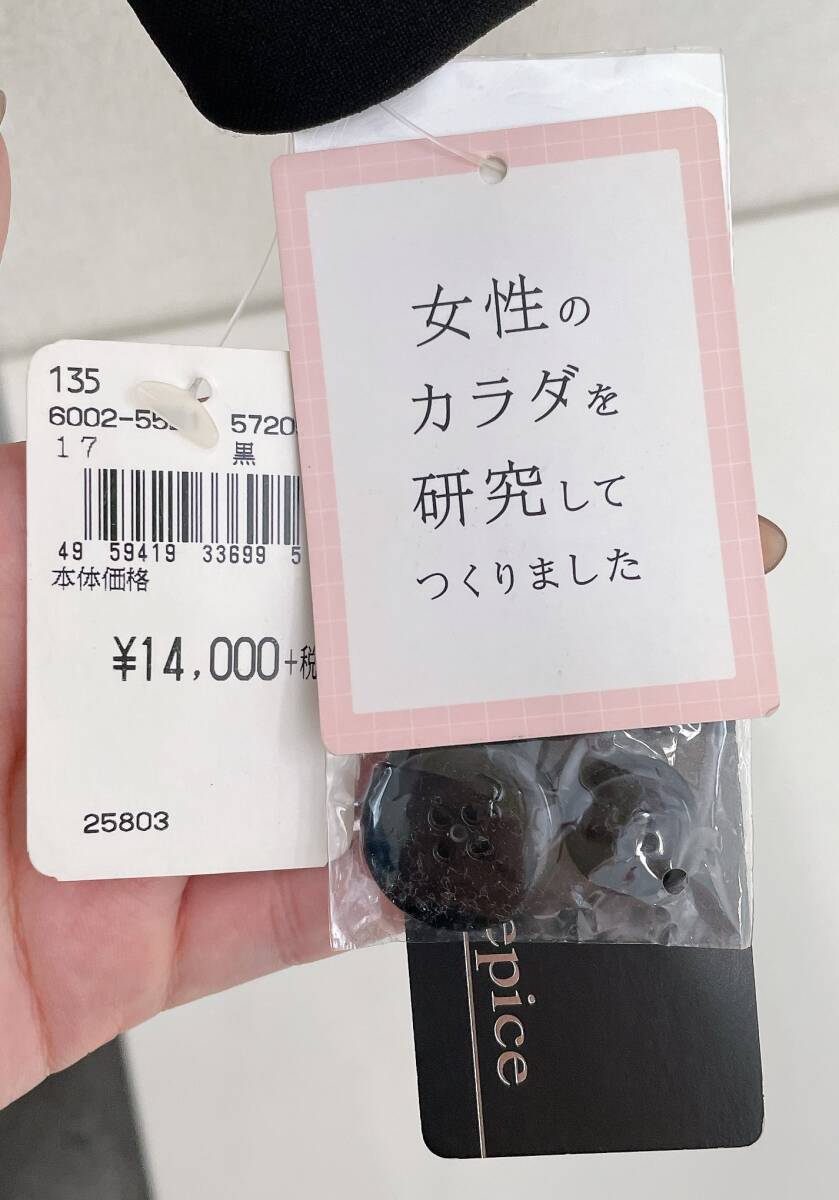 135
6002-55
5720
17
黒
49 59419 33699 5
本体価格
¥14,000+税
25803
女性の
カラダを
研究して
つくりました
epice